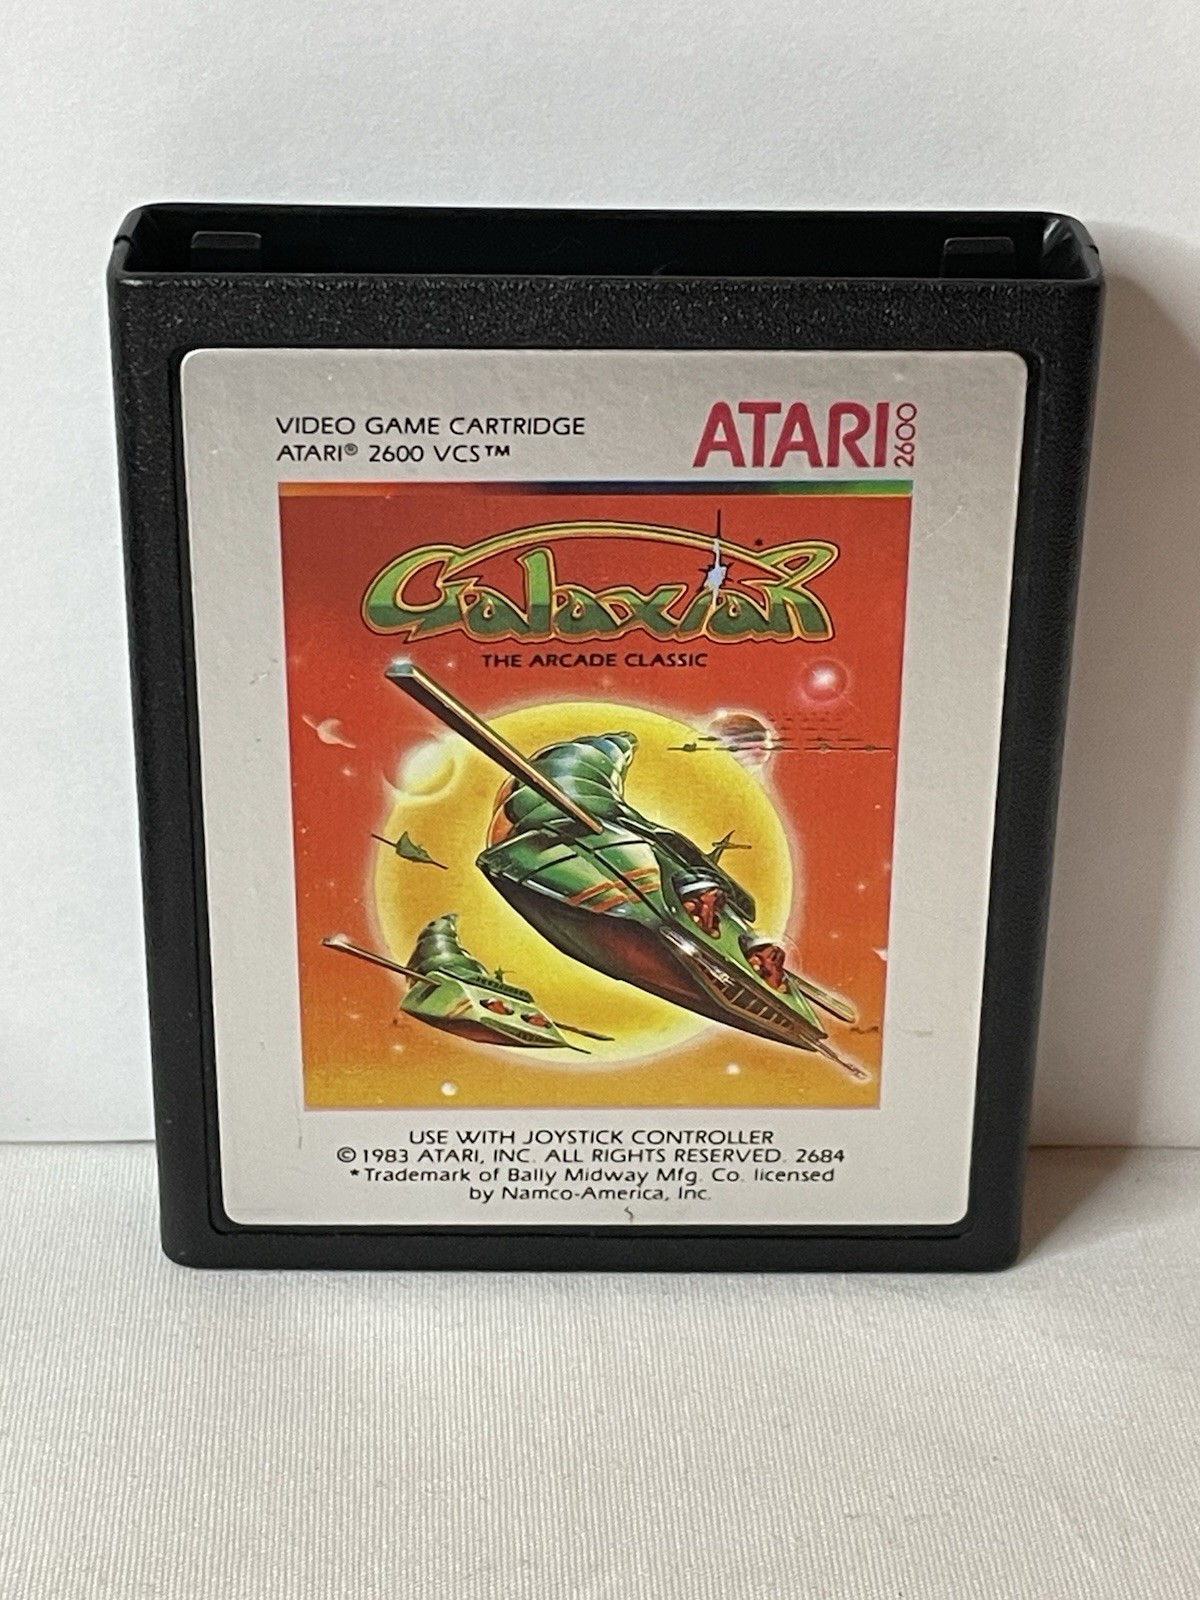 VIDEO GAME CARTRIDGE
ATARI® 2600 VCS™
ATARI 2600
Galaxian*
THE ARCADE CLASSIC
USE WITH JOYSTICK CONTROLLER
© 1983 ATARI, INC. ALL RIGHTS RESERVED. 2684
*Trademark of Bally Midway Mfg. Co. licensed
by Namco-America, Inc.